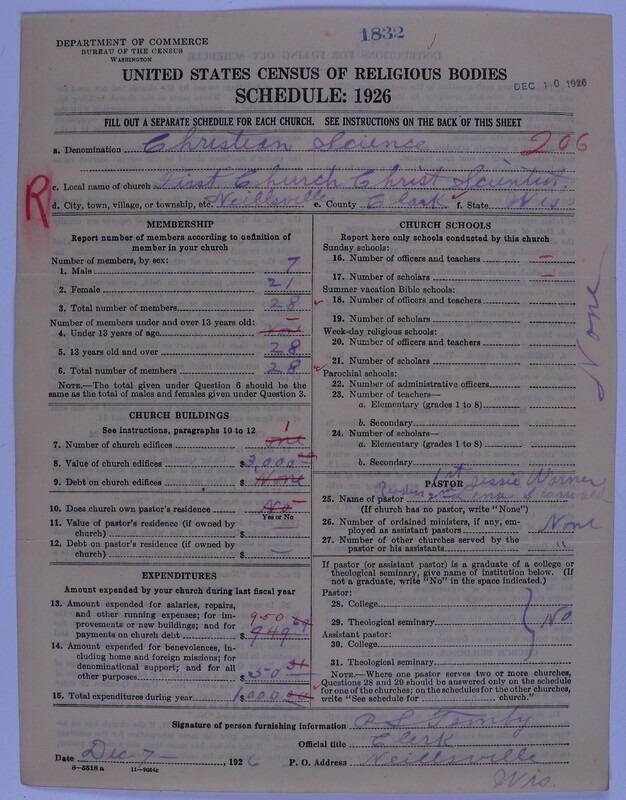 1832
DEPARTMENT OF COMMERCE
BUREAU OF THE CENSUS
WASHINGTON
UNITED STATES CENSUS OF RELIGIOUS BODIES
DEC 10 1926
SCHEDULE: 1926
FILL OUT A SEPARATE SCHEDULE FOR EACH CHURCH. SEE INSTRUCTIONS ON THE BACK OF THIS SHEET
a. Denomination Christian Science 206
R
c. Local name of church First Church Christ Scientist
d. City, town, village, or township, etc. Neillsville e. County Clark f. State Wis
MEMBERSHIP
Report number of members according to definition of
member in your church
Number of members, by sex:
1. Male 7
2. Female 21
3. Total number of members 28
Number of members under and over 13 years old:
4. Under 13 years of age None
5. 13 years old and over 28
6. Total number of members 28
NOTE.—The total given under Question 6 should be the
same as the total of males and females given under Question 3.
CHURCH BUILDINGS
See instructions, paragraphs 10 to 12
1
7. Number of church edifices one
8. Value of church edifices $3,000
9. Debt on church edifices $None
10. Does church own pastor's residence No
Yes or No
11. Value of pastor's residence (if owned by
church) $
12. Debt on pastor's residence (if owned by
church) $
EXPENDITURES
Amount expended by your church during last fiscal year
13. Amount expended for salaries, repairs,
and other running expenses; for im-
provements or new buildings; and for 950
payments on church debt $949
14. Amount expended for benevolences, in-
cluding home and foreign missions; for
denominational support; and for all
other purposes $50
15. Total expenditures during year 1,000
CHURCH SCHOOLS
Report here only schools conducted by this church
Sunday schools:
16. Number of officers and teachers —
17. Number of scholars —
Summer vacation Bible schools:
18. Number of officers and teachers
19. Number of scholars
Week-day religious schools:
20. Number of officers and teachers
21. Number of scholars
Parochial schools:
22. Number of administrative officers
23. Number of teachers—
a. Elementary (grades 1 to 8)
b. Secondary
24. Number of scholars—
a. Elementary (grades 1 to 8)
b. Secondary
None
PASTOR
1st Jessie Warner
25. Name of pastor Reader 2nd
(If church has no pastor, write "None")
26. Number of ordained ministers, if any, em-
ployed as assistant pastors None
27. Number of other churches served by the
pastor or his assistants "
If pastor (or assistant pastor) is a graduate of a college or
theological seminary, give name of institution below. (If
not a graduate, write "No" in the space indicated.)
Pastor:
28. College
29. Theological seminary No
Assistant pastor:
30. College
31. Theological seminary
NOTE.—Where one pastor serves two or more churches,
Questions 28 and 29 should be answered only on the schedule
for one of the churches; on the schedules for the other churches,
write "See schedule for church."
Signature of person furnishing information
Official title Clerk
Date Dec 7—, 1926 P. O. Address Neillsville
Wis.
8—5518 a 11—9664c